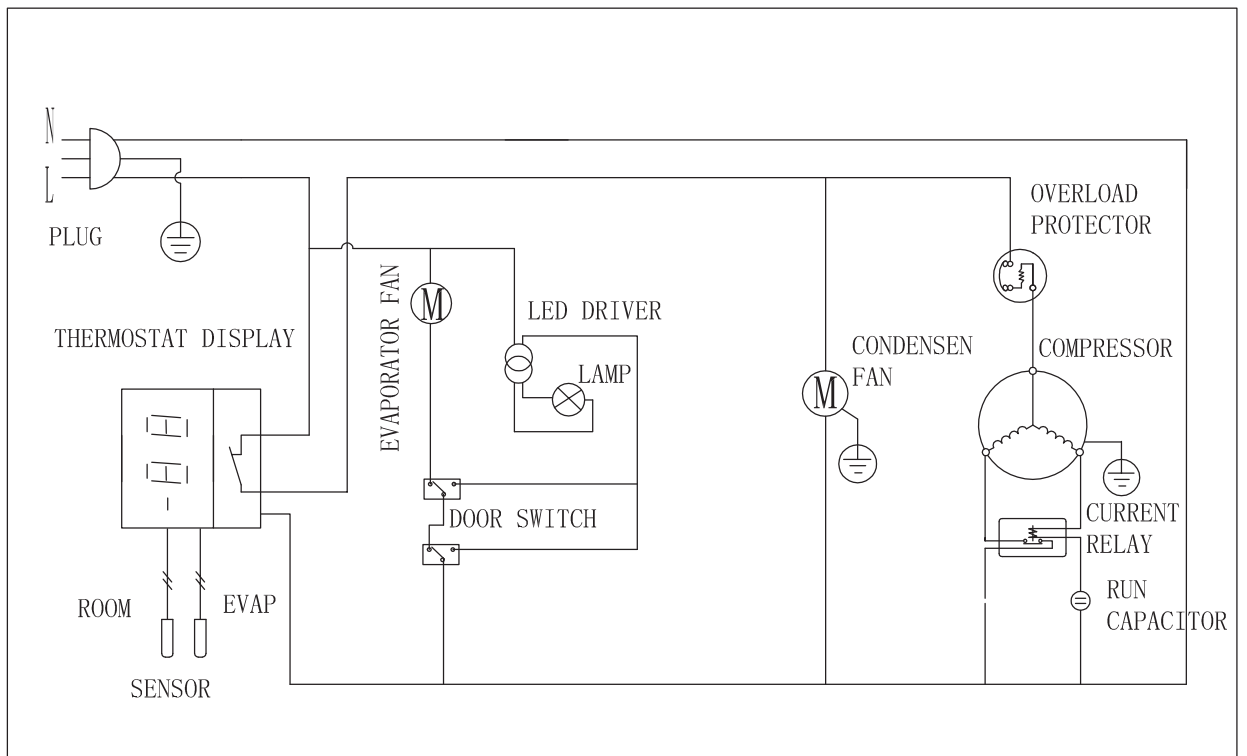 N
L
PLUG
OVERLOAD
PROTECTOR
EVAPORATOR FAN
M
LED DRIVER
THERMOSTAT DISPLAY
LAMP
CONDENSEN
FAN
M
COMPRESSOR
DOOR SWITCH
CURRENT
RELAY
ROOM
EVAP
RUN
CAPACITOR
SENSOR